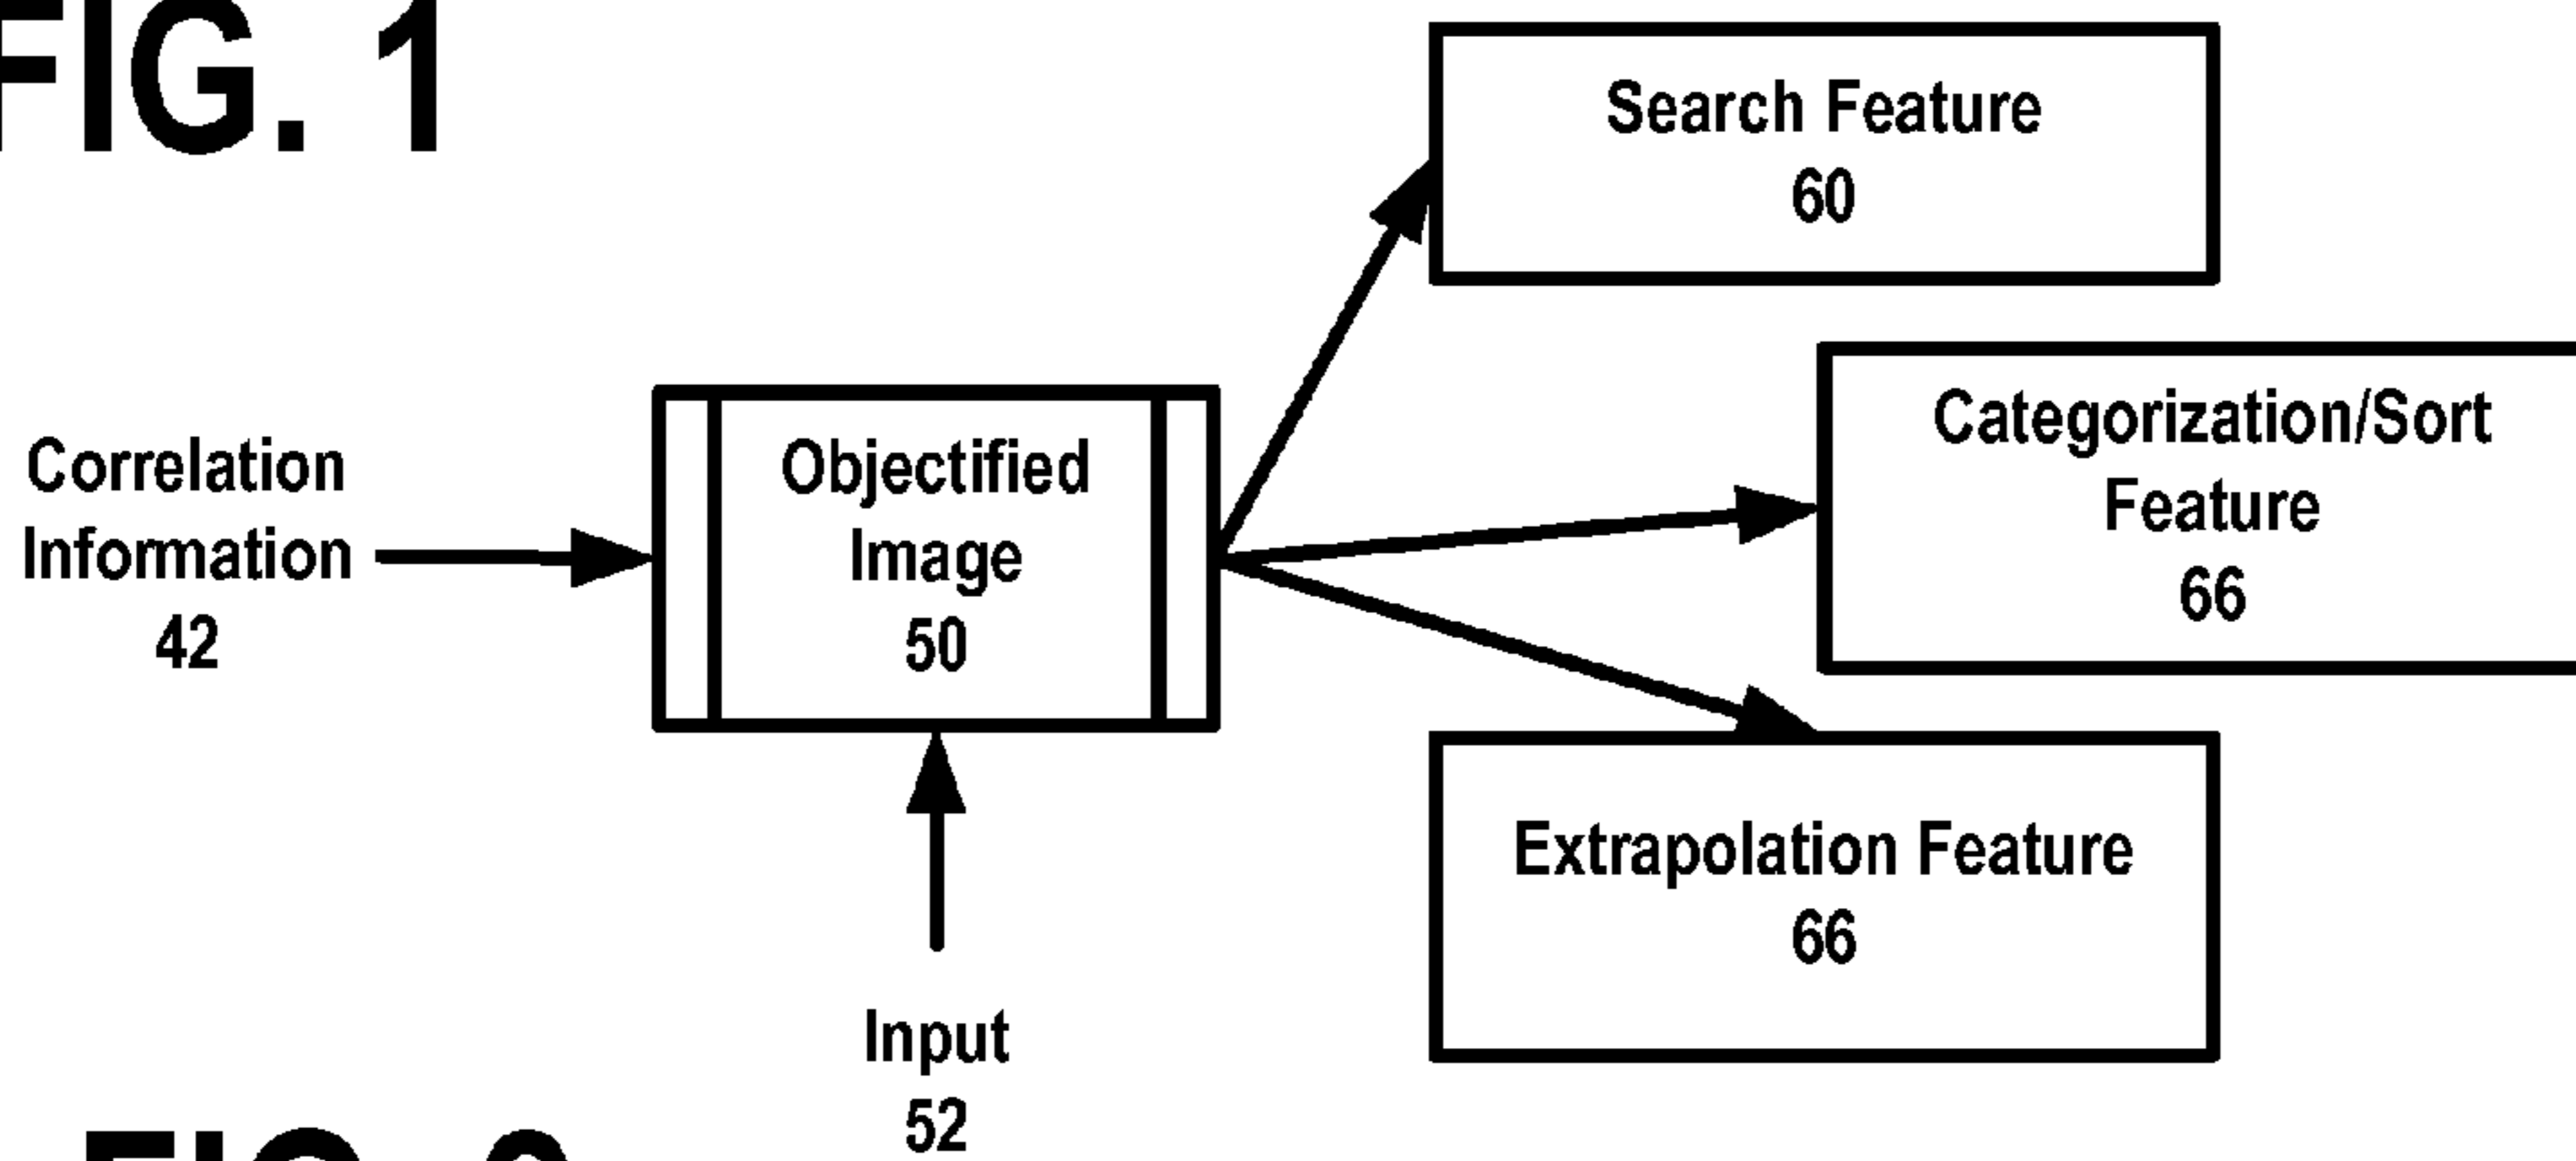 FIG. 1
Search Feature
60
Categorization/Sort
Feature
66
Correlation
Information
42
Objectified
Image
50
Extrapolation Feature
66
Input
52